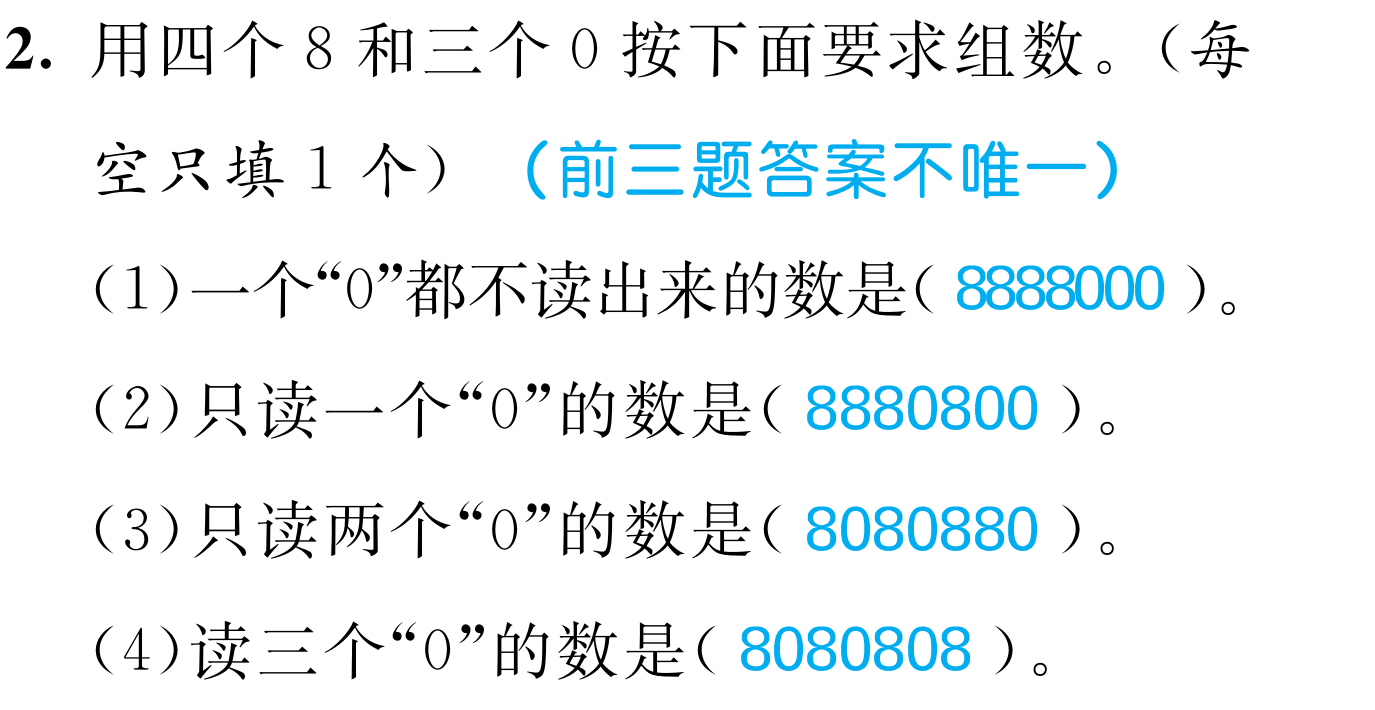 2. 用四个 8 和三个 0 按下面要求组数。(每
空只填 1 个) (前三题答案不唯一)
(1)一个“0”都不读出来的数是( 8888000 )。
(2)只读一个“0”的数是( 8880800 )。
(3)只读两个“0”的数是( 8080880 )。
(4)读三个“0”的数是( 8080808 )。